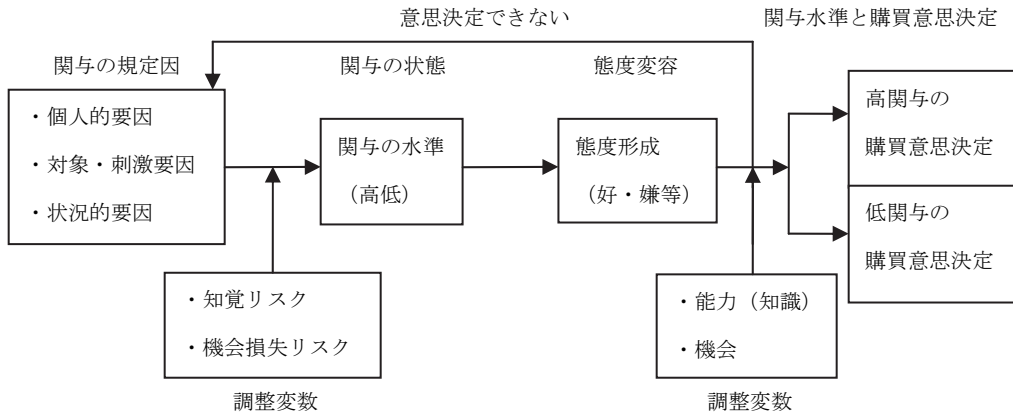 意思決定できない
関与水準と購買意思決定
関与の規定因
関与の状態
態度変容
・個人的要因
・対象・刺激要因
・状況的要因
関与の水準
（高低）
態度形成
（好・嫌等）
高関与の
購買意思決定
低関与の
購買意思決定
・知覚リスク
・機会損失リスク
調整変数
・能力（知識）
・機会
調整変数